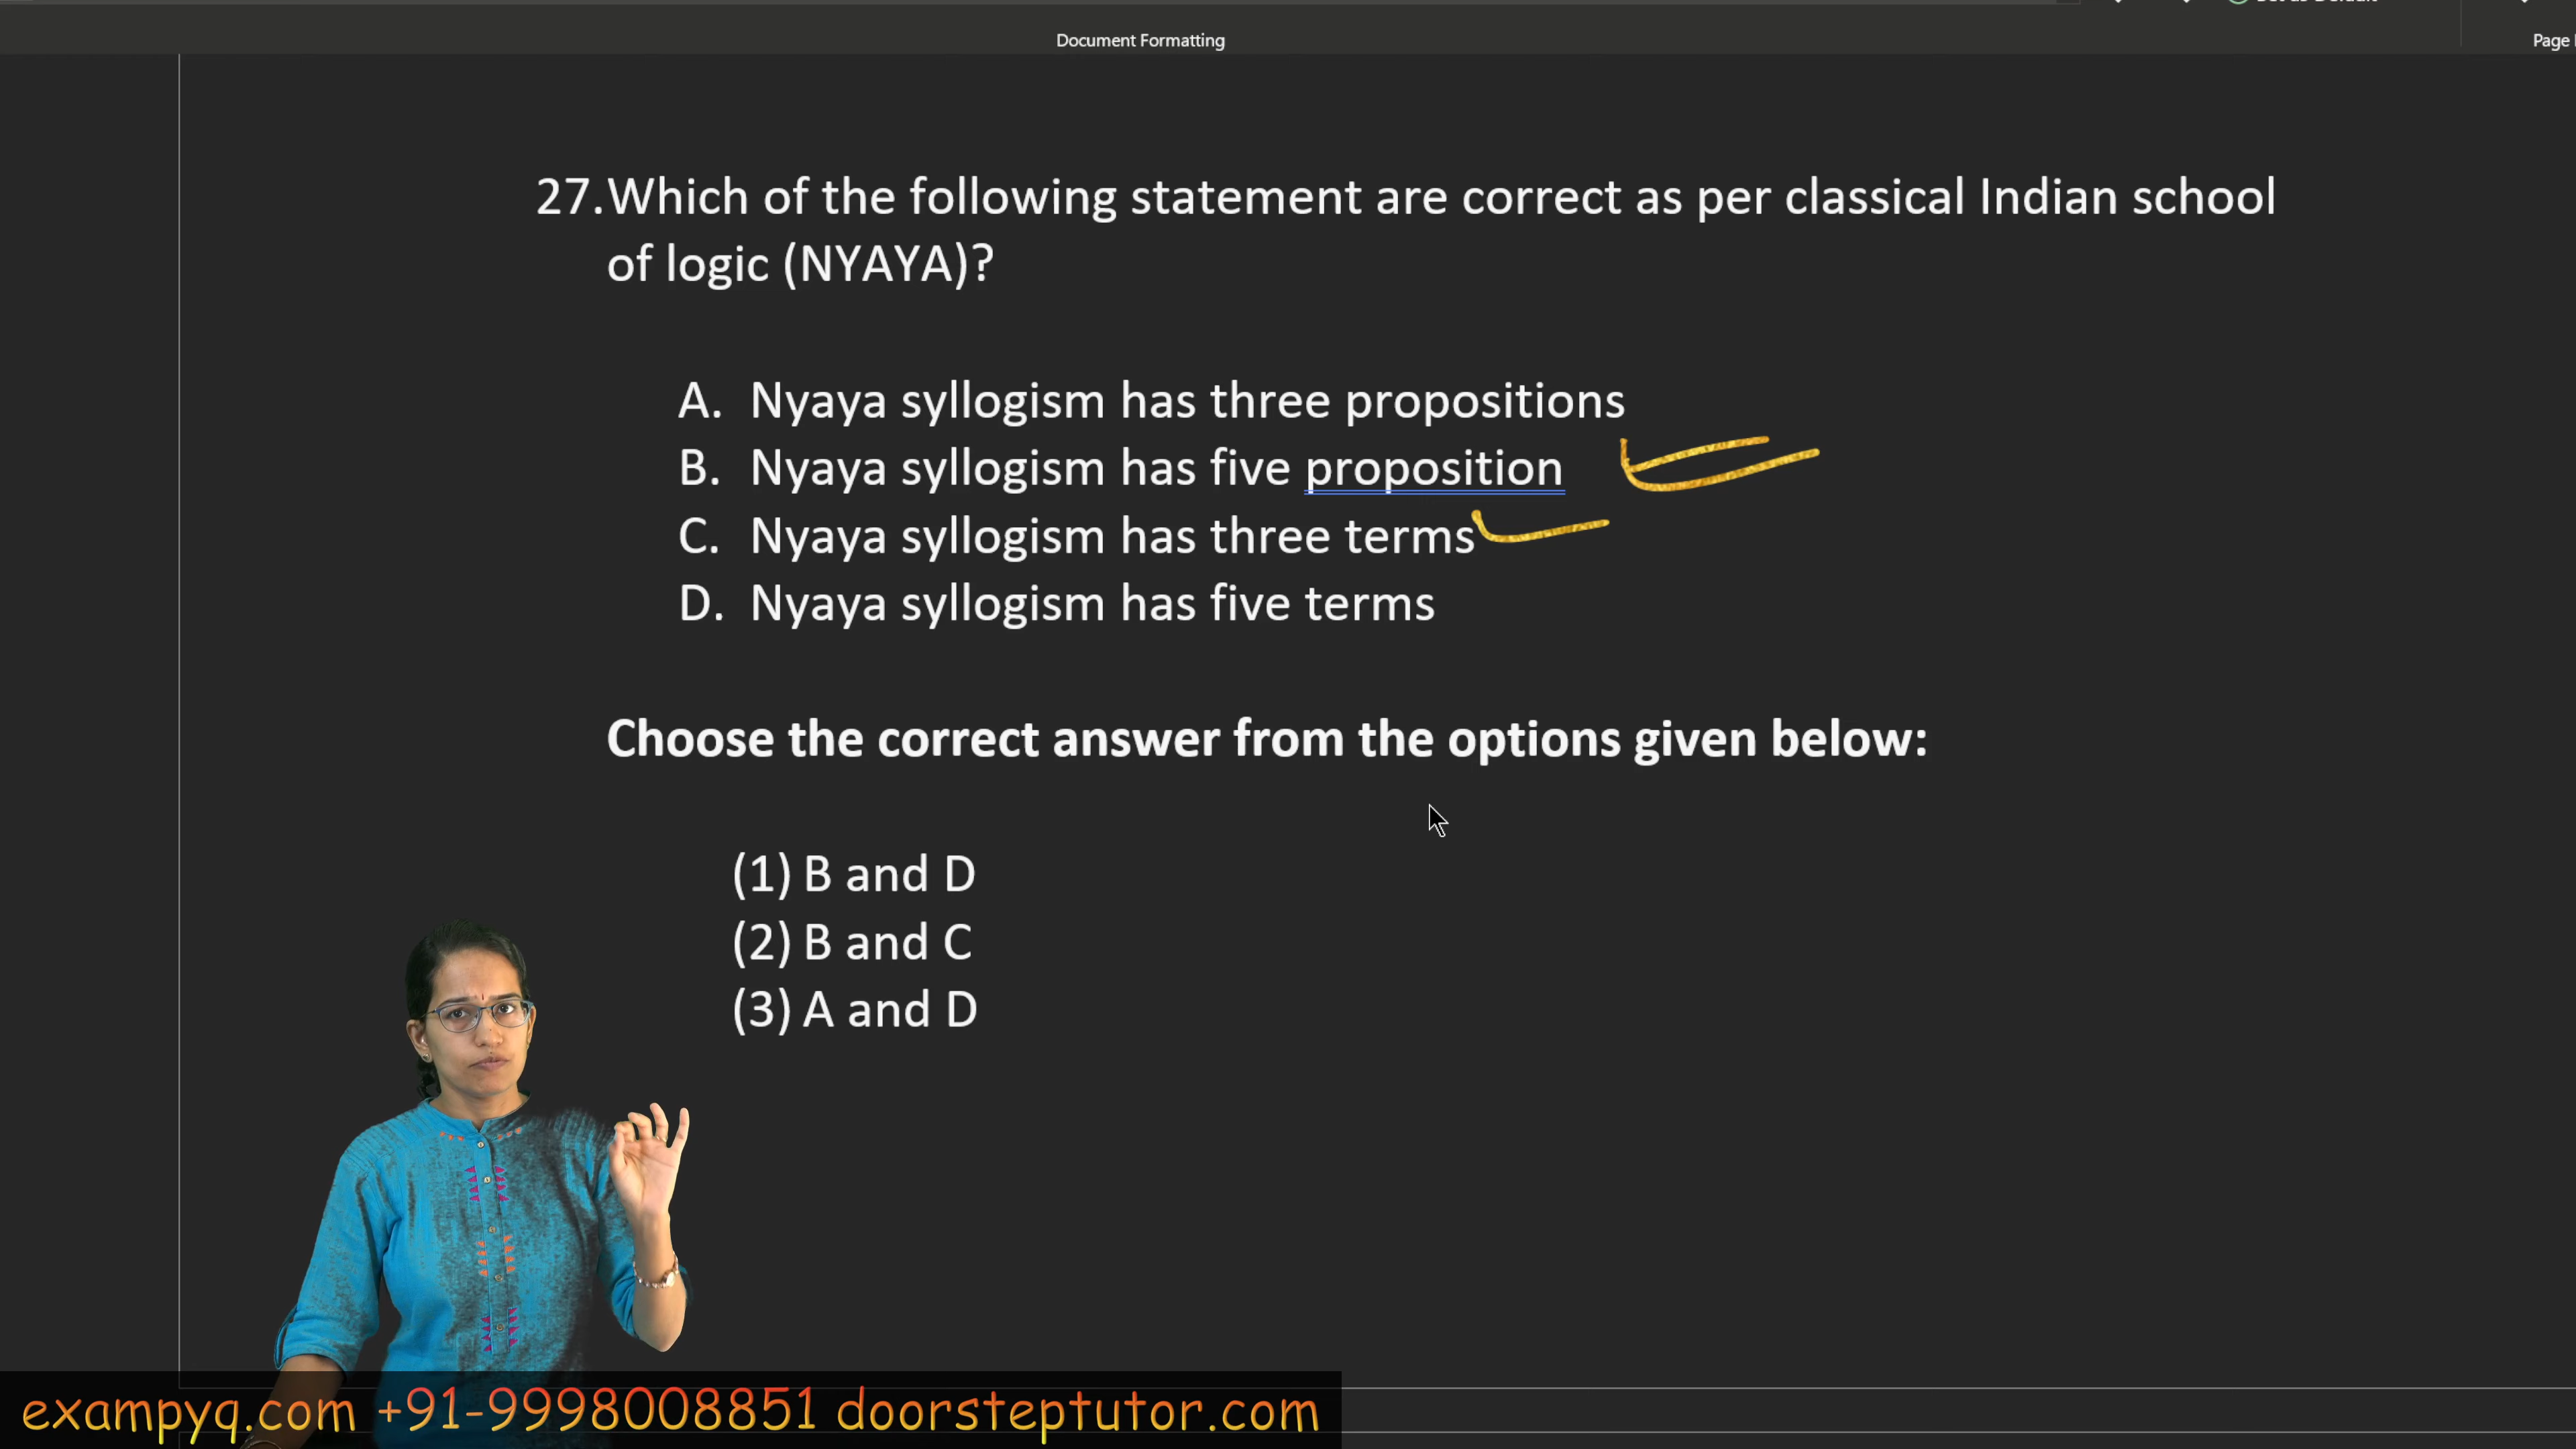 Document Formatting
27.Which of the following statement are correct as per classical Indian school
of logic (NYAYA)?
A. Nyaya syllogism has three propositions
B. Nyaya syllogism has five proposition
C. Nyaya syllogism has three terms
D. Nyaya syllogism has five terms
Choose the correct answer from the options given below:
(1) B and D
(2) B and C
(3) A and D
exampyq.com +91-9998008851 doorsteptutor.com